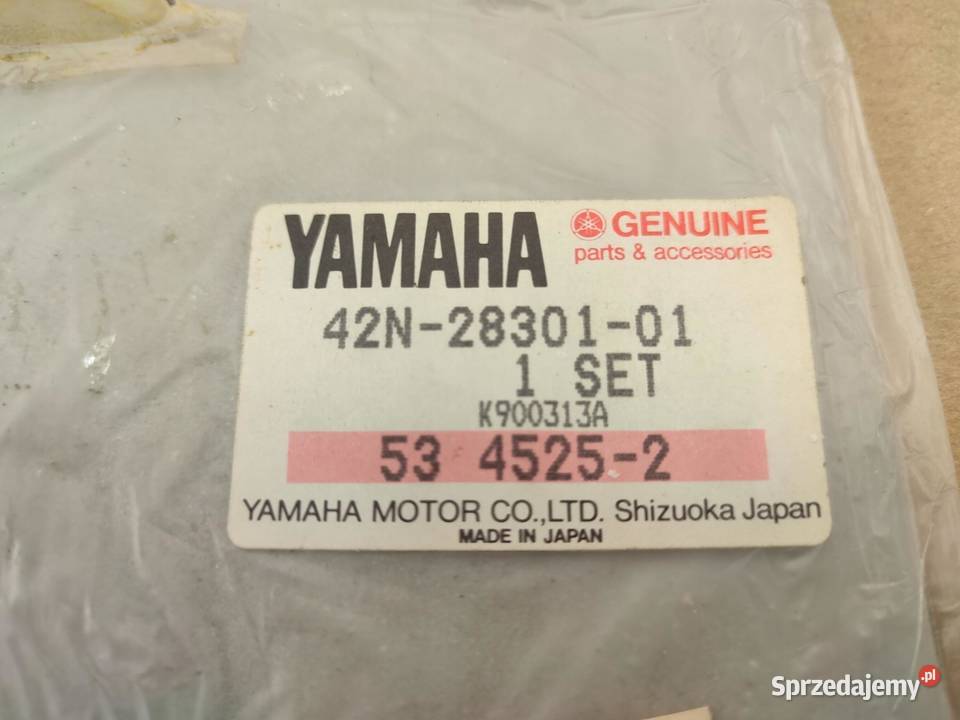 YAMAHA GENUINE
parts & accessories
42N-28301-01
1 SET
K900313A
53 4525-2
YAMAHA MOTOR CO.,LTD. Shizuoka Japan
MADE IN JAPAN
Sprzedajemy.pl